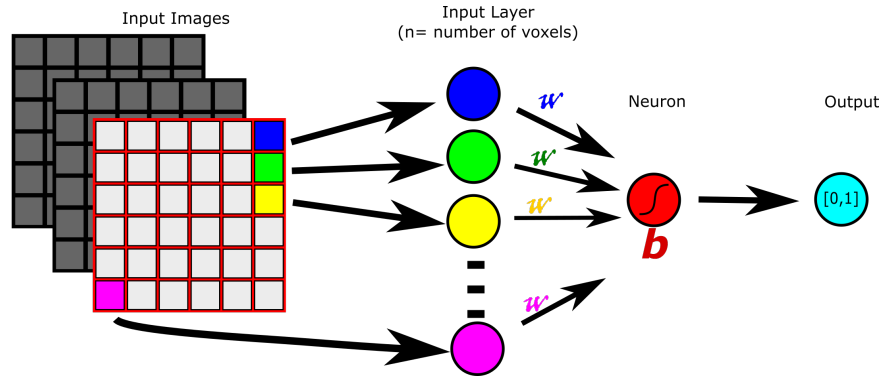 Input Images
Input Layer
(n= number of voxels)
Neuron
Output
w
w
w
w
b
[0,1]